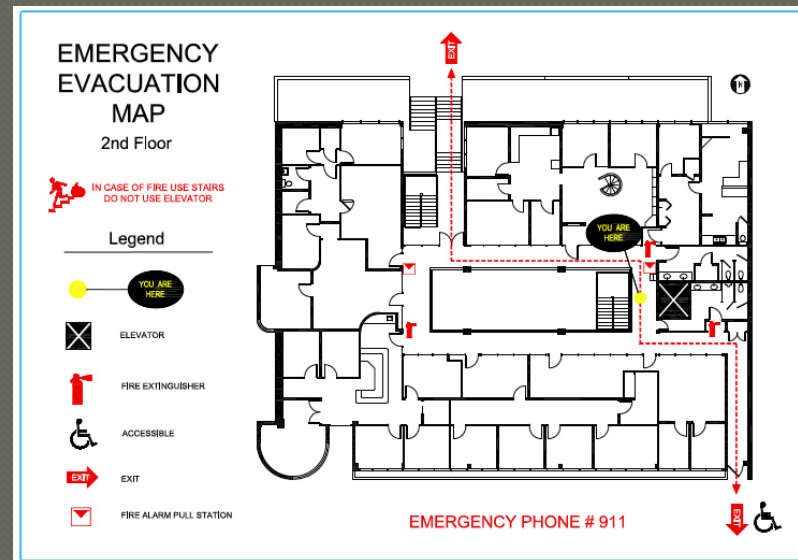 EMERGENCY
EVACUATION
MAP
2nd Floor
IN CASE OF FIRE USE STAIRS
DO NOT USE ELEVATOR
Legend
YOU ARE
HERE
ELEVATOR
FIRE EXTINGUISHER
ACCESSIBLE
EXIT
EXIT
FIRE ALARM PULL STATION
EXIT
N
YOU ARE
HERE
EMERGENCY PHONE # 911
EXIT